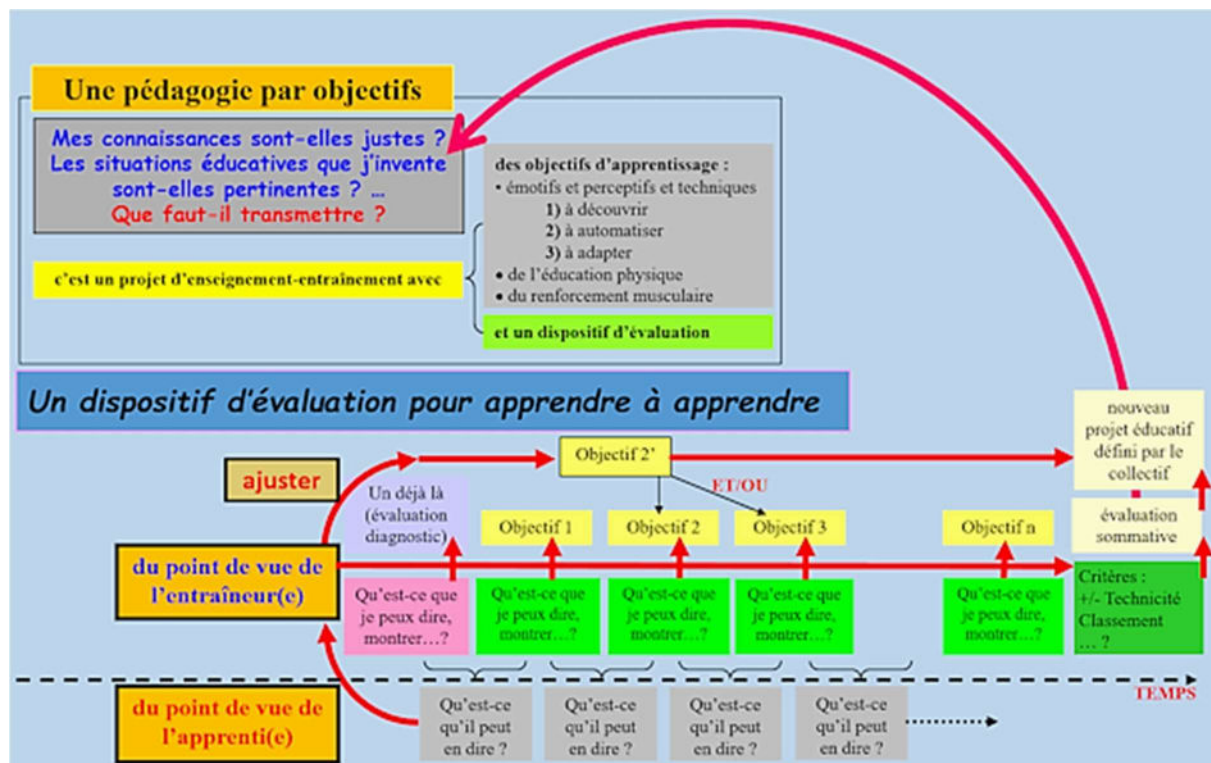 Une pédagogie par objectifs
Mes connaissances sont-elles justes ?
Les situations éducatives que j'invente
sont-elles pertinentes ? ...
Que faut-il transmettre ?
c'est un projet d'enseignement-entraînement avec
des objectifs d'apprentissage :
• émotifs et perceptifs et techniques
1) à découvrir
2) à automatiser
3) à adapter
• de l'éducation physique
• du renforcement musculaire
et un dispositif d'évaluation
Un dispositif d'évaluation pour apprendre à apprendre
nouveau
projet éducatif
défini par le
collectif
Objectif 2'
ajuster
ET/OU
Un déjà là
(évaluation
diagnostic)
Objectif 1
Objectif 2
Objectif 3
Objectif n
évaluation
sommative
du point de vue de
l'entraîneur(e)
Qu'est-ce que
je peux dire,
montrer...?
Qu'est-ce que
je peux dire,
montrer...?
Qu'est-ce que
je peux dire,
montrer...?
Qu'est-ce que
je peux dire,
montrer...?
Qu'est-ce que
je peux dire,
montrer...?
Critères :
+/- Technicité
Classement
... ?
TEMPS
du point de vue de
l'apprenti(e)
Qu'est-ce
qu'il peut
en dire ?
Qu'est-ce
qu'il peut
en dire ?
Qu'est-ce
qu'il peut
en dire ?
Qu'est-ce
qu'il peut
en dire ?